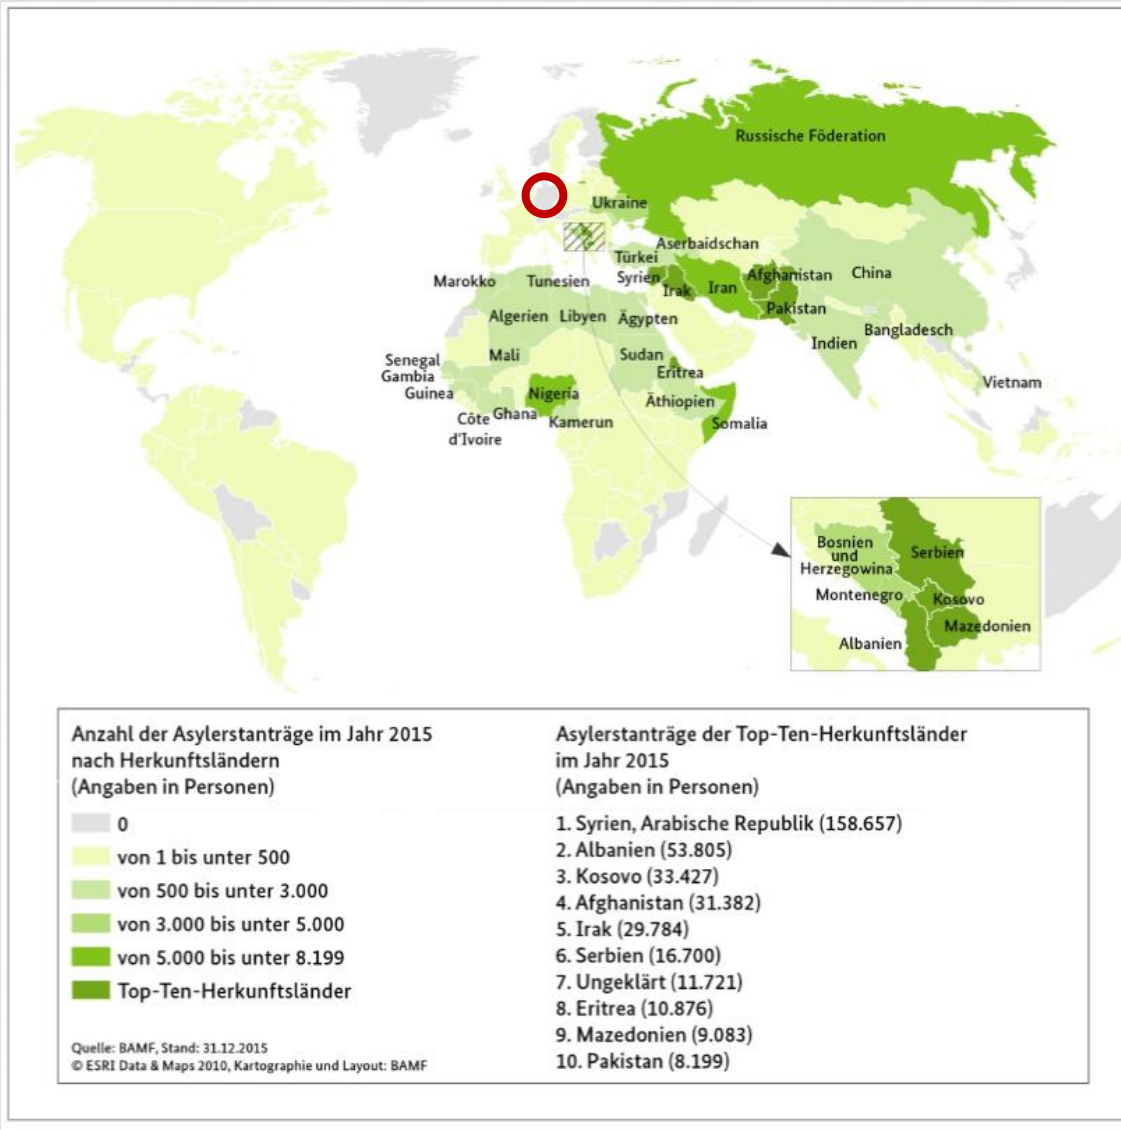 Russische Föderation
Ukraine
Aserbaidschan
Türkei
Marokko
Tunesien
Syrien
Irak
Iran
Afghanistan
China
Pakistan
Algerien
Libyen
Ägypten
Bangladesch
Indien
Senegal
Mali
Sudan
Gambia
Eritrea
Vietnam
Guinea
Nigeria
Äthiopien
Côte
d'Ivoire
Ghana
Kamerun
Somalia
Bosnien
und
Herzegowina
Serbien
Montenegro
Kosovo
Mazedonien
Albanien
Anzahl der Asylerstanträge im Jahr 2015
nach Herkunftsländern
(Angaben in Personen)
0
von 1 bis unter 500
von 500 bis unter 3.000
von 3.000 bis unter 5.000
von 5.000 bis unter 8.199
Top-Ten-Herkunftsländer
Quelle: BAMF, Stand: 31.12.2015
© ESRI Data & Maps 2010, Kartographie und Layout: BAMF
Asylerstanträge der Top-Ten-Herkunftsländer
im Jahr 2015
(Angaben in Personen)
1. Syrien, Arabische Republik (158.657)
2. Albanien (53.805)
3. Kosovo (33.427)
4. Afghanistan (31.382)
5. Irak (29.784)
6. Serbien (16.700)
7. Ungeklärt (11.721)
8. Eritrea (10.876)
9. Mazedonien (9.083)
10. Pakistan (8.199)